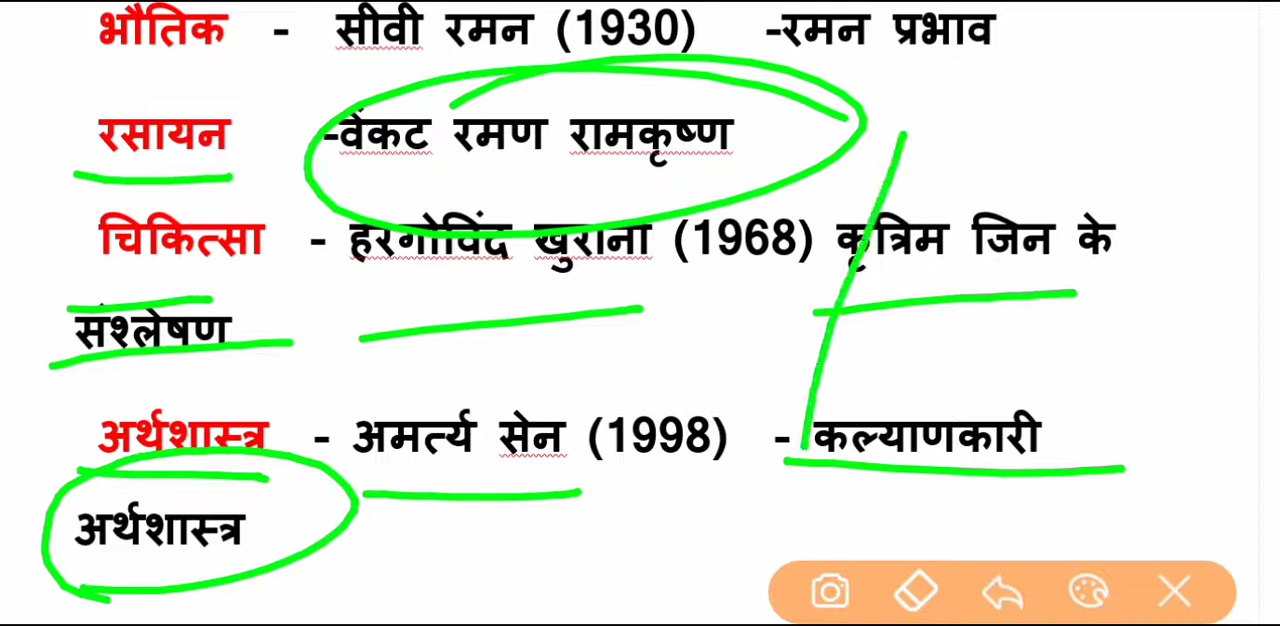 भौतिक - सीवी रमन (1930) -रमन प्रभाव
रसायन -वेंकट रमण रामकृष्ण
चिकित्सा - हरगोविंद खुराना (1968) कृत्रिम जिन के
संश्लेषण
अर्थशास्त्र - अमर्त्य सेन (1998) - कल्याणकारी
अर्थशास्त्र